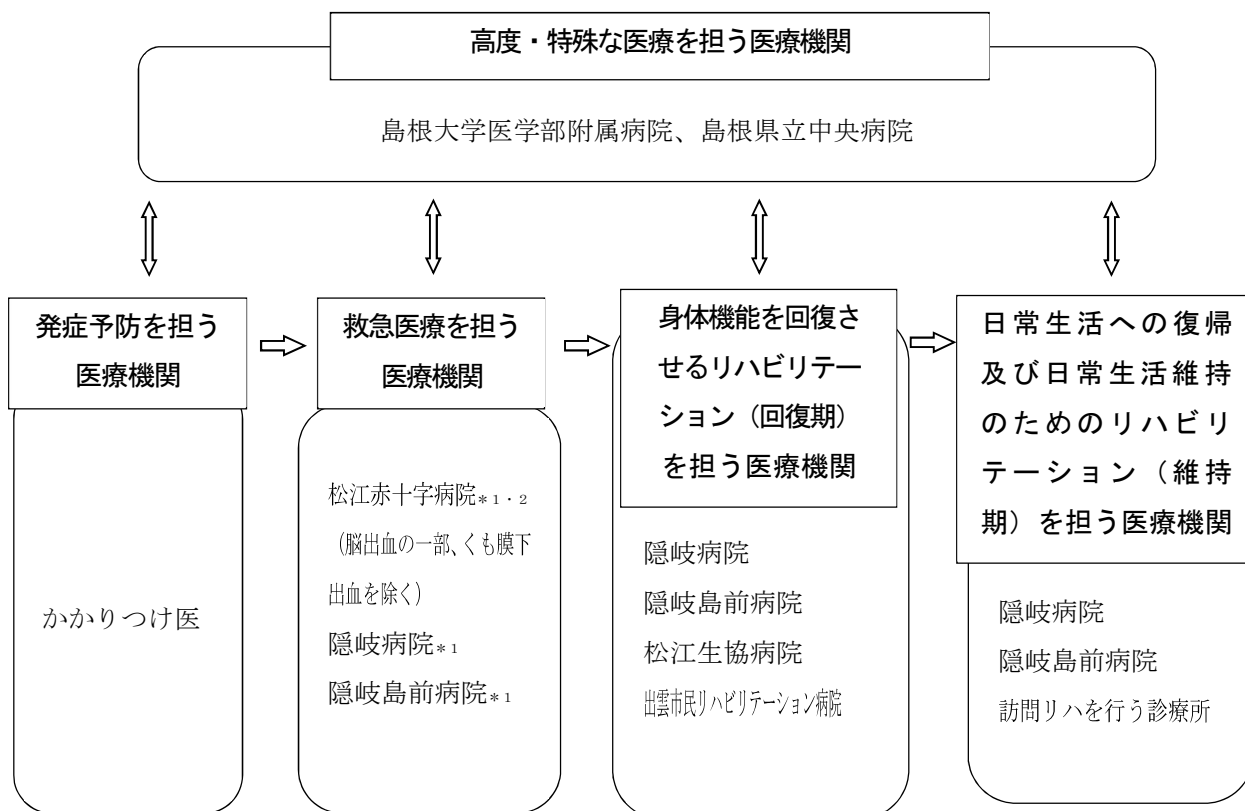 高度・特殊な医療を担う医療機関
島根大学医学部附属病院、島根県立中央病院
発症予防を担う
医療機関
かかりつけ医
救急医療を担う
医療機関
松江赤十字病院*1・2
（脳出血の一部、くも膜下
出血を除く）
隠岐病院*1
隠岐島前病院*1
身体機能を回復さ
せるリハビリテー
ション（回復期）
を担う医療機関
隠岐病院
隠岐島前病院
松江生協病院
出雲市民リハビリテーション病院
日常生活への復帰
及び日常生活維持
のためのリハビリ
テーション（維持
期）を担う医療機関
隠岐病院
隠岐島前病院
訪問リハを行う診療所